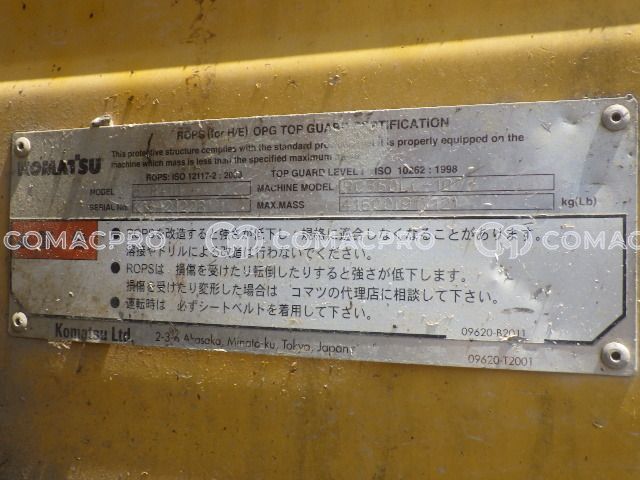 ROPS (for H/E) OPG TOP GUARD CERTIFICATION
KOMATSU
This protective structure complies with the standard is properly equipped on the
machine which mass is less than the specified maximum
ROPS: ISO 12117-2 : TOP GUARD LEVEL ISO 10262 : 1998
MODEL MACHINE MODEL
SERIAL No. MAX.MASS kg(Lb)
● ROPSを改造すると強さが低下し、規格に適合しなくなることがあります。
溶接やドリルによる改造は行わないでください。
● ROPSは 損傷を受けたり転倒したりすると強さが低下します。
損傷を受けたり変形した場合は コマツの代理店に相談して下さい。
● 運転時は 必ずシートベルトを着用して下さい。
09620-B2011
Komatsu Ltd. 2-3-6 Akasaka, Minato-ku, Tokyo, Japan
09620-T2001
COMACPRO COMACPRO COMACPRO